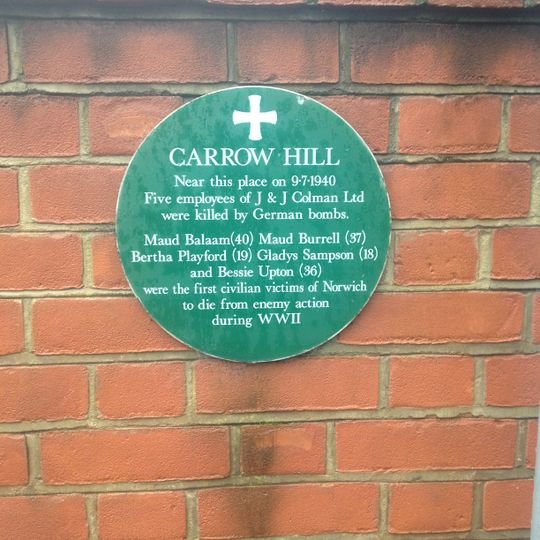 CARROW HILL
Near this place on 9·7·1940
Five employees of J & J Colman Ltd
were killed by German bombs.
Maud Balaam(40) Maud Burrell (37)
Bertha Playford (19) Gladys Sampson (18)
and Bessie Upton (36)
were the first civilian victims of Norwich
to die from enemy action
during WWII